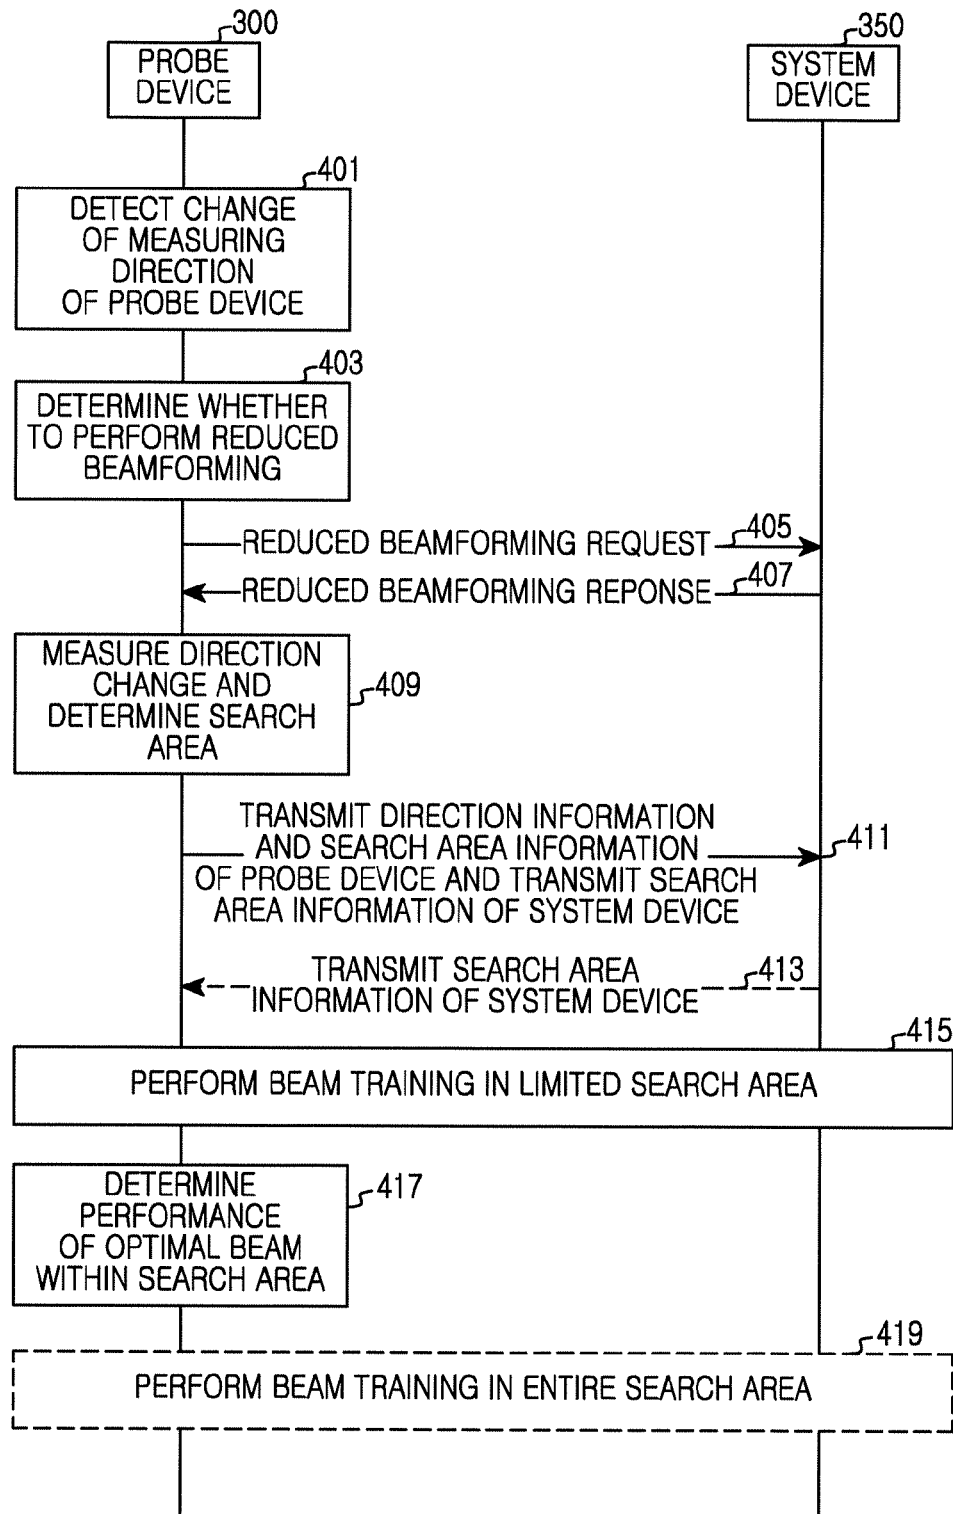 300
350
PROBE
DEVICE
SYSTEM
DEVICE
401
DETECT CHANGE
OF MEASURING
DIRECTION
OF PROBE DEVICE
403
DETERMINE WHETHER
TO PERFORM REDUCED
BEAMFORMING
REDUCED BEAMFORMING REQUEST 405
REDUCED BEAMFORMING REPONSE 407
MEASURE DIRECTION
CHANGE AND
DETERMINE SEARCH
AREA
409
TRANSMIT DIRECTION INFORMATION
AND SEARCH AREA INFORMATION
OF PROBE DEVICE AND TRANSMIT SEARCH
AREA INFORMATION OF SYSTEM DEVICE
411
TRANSMIT SEARCH AREA
INFORMATION OF SYSTEM DEVICE
413
415
PERFORM BEAM TRAINING IN LIMITED SEARCH AREA
DETERMINE
PERFORMANCE
OF OPTIMAL BEAM
WITHIN SEARCH AREA
417
419
PERFORM BEAM TRAINING IN ENTIRE SEARCH AREA